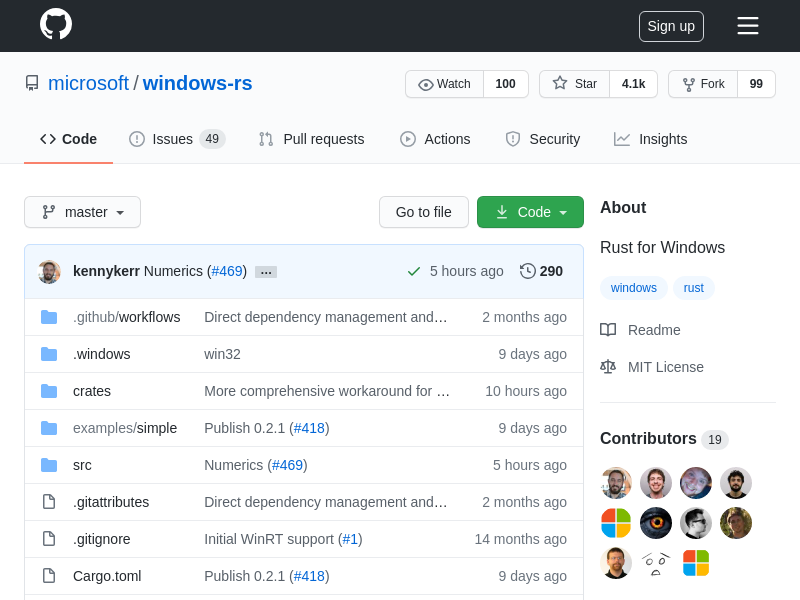 Sign up
microsoft / windows-rs
Watch 100
Star 4.1k
Fork 99
Code
Issues 49
Pull requests
Actions
Security
Insights
master
Go to file
Code
kennykerr Numerics (#469) …
5 hours ago
290
.github/workflows Direct dependency management and… 2 months ago
.windows win32 9 days ago
crates More comprehensive workaround for … 10 hours ago
examples/simple Publish 0.2.1 (#418) 9 days ago
src Numerics (#469) 5 hours ago
.gitattributes Direct dependency management and… 2 months ago
.gitignore Initial WinRT support (#1) 14 months ago
Cargo.toml Publish 0.2.1 (#418) 9 days ago
About
Rust for Windows
windows rust
Readme
MIT License
Contributors 19